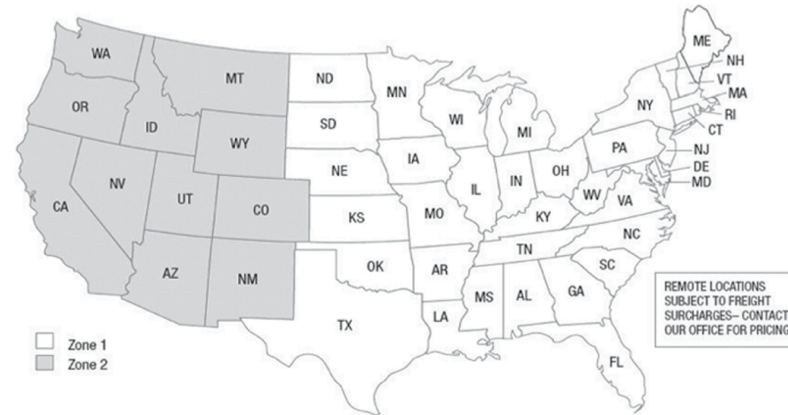 WA
MT
ND
MN
ME
NH
VT
MA
RI
CT
NY
OR
ID
SD
WI
MI
WY
PA
NJ
DE
MD
NE
IA
OH
NV
UT
CO
IL
IN
WV
VA
CA
KS
MO
KY
NC
TN
AZ
NM
OK
AR
SC
MS
AL
GA
TX
LA
FL
Zone 1
Zone 2
REMOTE LOCATIONS
SUBJECT TO FREIGHT
SURCHARGES– CONTACT
OUR OFFICE FOR PRICING